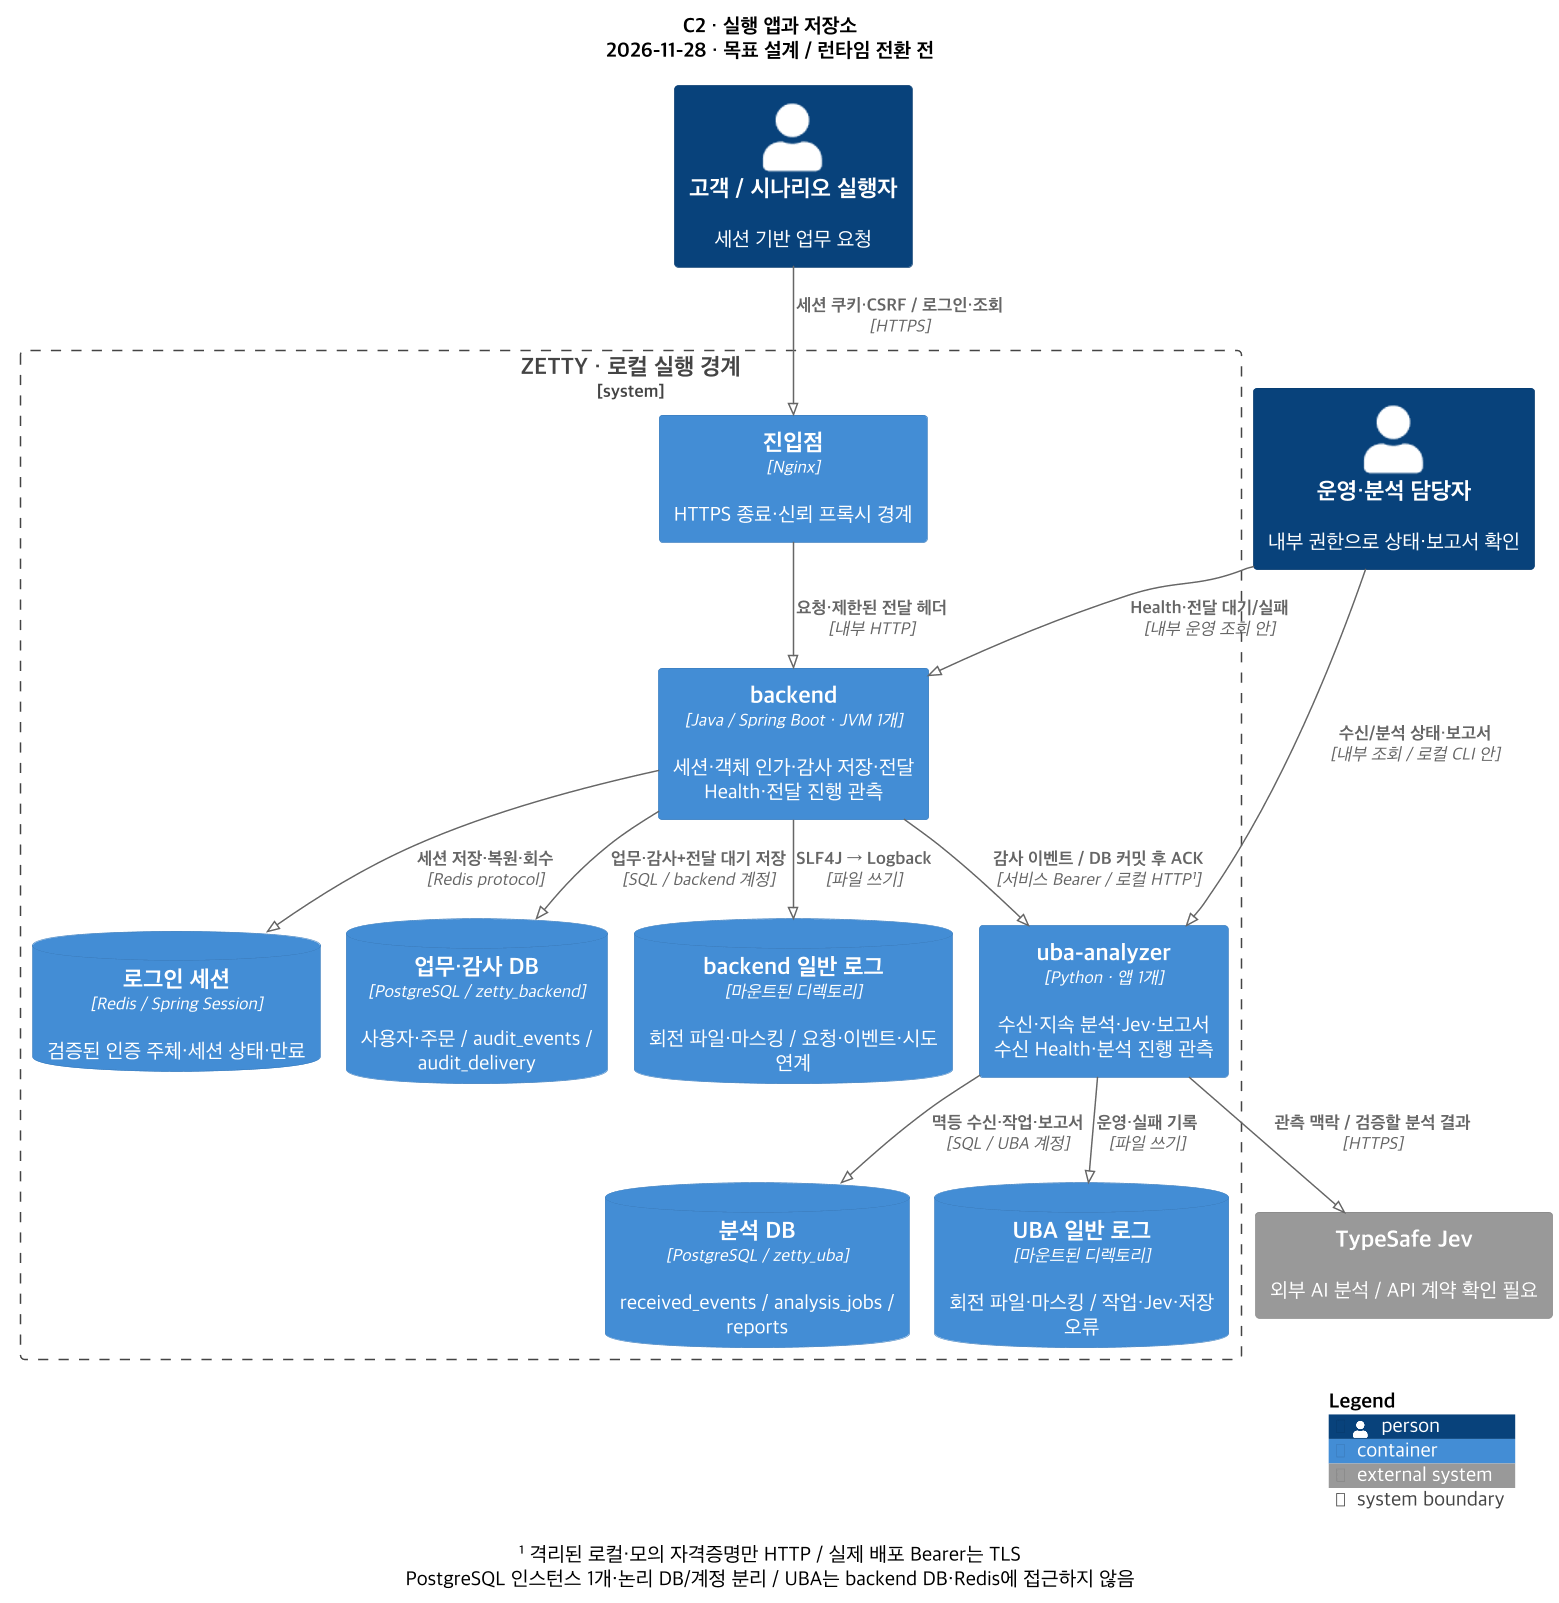 C2 · 실행 앱과 저장소
2026-11-28 · 목표 설계 / 런타임 전환 전
고객 / 시나리오 실행자
세션 기반 업무 요청
세션 쿠키·CSRF / 로그인·조회
[HTTPS]
ZETTY · 로컬 실행 경계
[system]
진입점
[Nginx]
HTTPS 종료·신뢰 프록시 경계
운영·분석 담당자
내부 권한으로 상태·보고서 확인
요청·제한된 전달 헤더
[내부 HTTP]
Health·전달 대기/실패
[내부 운영 조회 안]
backend
[Java / Spring Boot · JVM 1개]
세션·객체 인가·감사 저장·전달
Health·전달 진행 관측
수신/분석 상태·보고서
[내부 조회 / 로컬 CLI 안]
세션 저장·복원·회수
[Redis protocol]
업무·감사+전달 대기 저장
[SQL / backend 계정]
SLF4J → Logback
[파일 쓰기]
감사 이벤트 / DB 커밋 후 ACK
[서비스 Bearer / 로컬 HTTP¹]
로그인 세션
[Redis / Spring Session]
검증된 인증 주체·세션 상태·만료
업무·감사 DB
[PostgreSQL / zetty_backend]
사용자·주문 / audit_events /
audit_delivery
backend 일반 로그
[마운트된 디렉토리]
회전 파일·마스킹 / 요청·이벤트·시도
연계
uba-analyzer
[Python · 앱 1개]
수신·지속 분석·Jev·보고서
수신 Health·분석 진행 관측
멱등 수신·작업·보고서
[SQL / UBA 계정]
운영·실패 기록
[파일 쓰기]
관측 맥락 / 검증할 분석 결과
[HTTPS]
분석 DB
[PostgreSQL / zetty_uba]
received_events / analysis_jobs /
reports
UBA 일반 로그
[마운트된 디렉토리]
회전 파일·마스킹 / 작업·Jev·저장
오류
TypeSafe Jev
외부 AI 분석 / API 계약 확인 필요
Legend
person
container
external system
system boundary
¹ 격리된 로컬·모의 자격증명만 HTTP / 실제 배포 Bearer는 TLS
PostgreSQL 인스턴스 1개·논리 DB/계정 분리 / UBA는 backend DB·Redis에 접근하지 않음